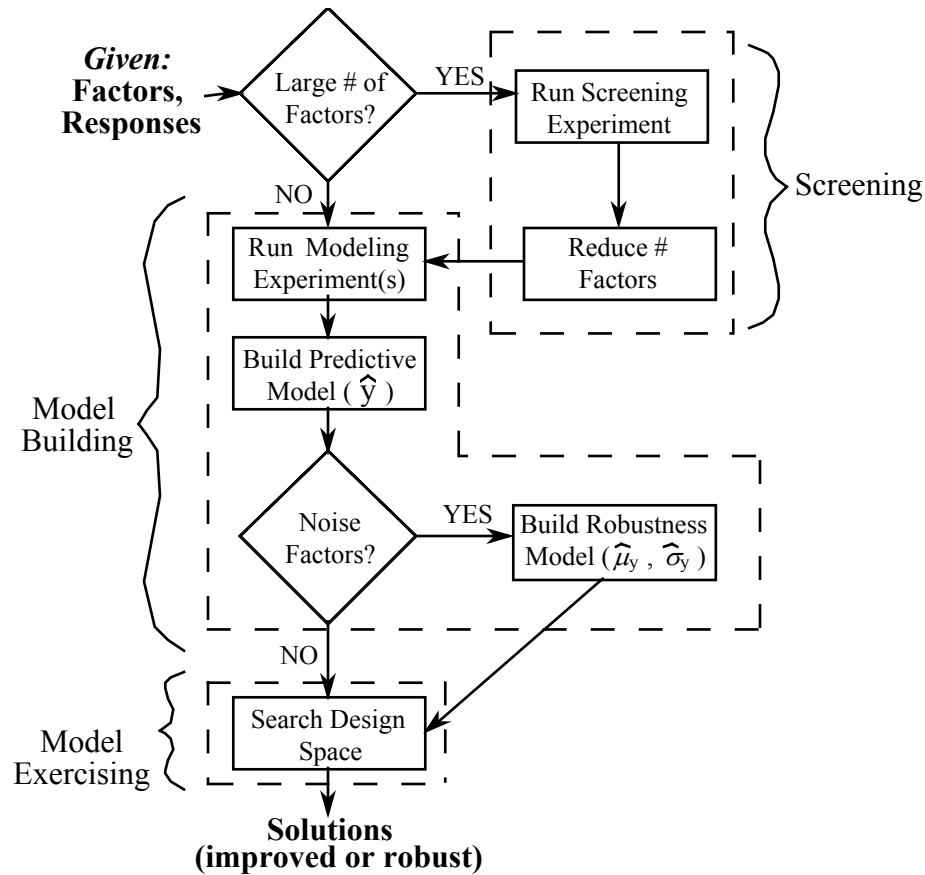 Given:
Factors,
Responses
Large # of
Factors?
YES
Run Screening
Experiment
Screening
NO
Run Modeling
Experiment(s)
Reduce #
Factors
Build Predictive
Model ( ŷ )
Model
Building
Noise
Factors?
YES
Build Robustness
Model ( μ̂y , σ̂y )
NO
Search Design
Space
Model
Exercising
Solutions
(improved or robust)